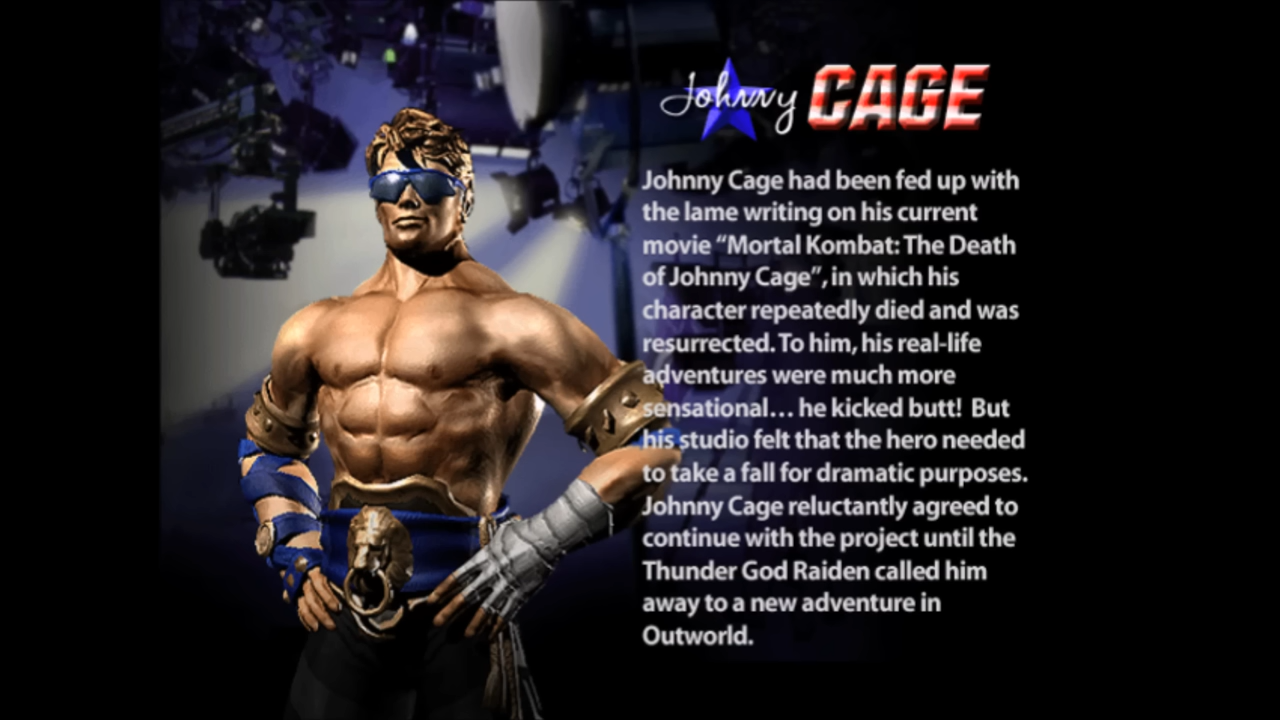 Johnny CAGE
Johnny Cage had been fed up with
the lame writing on his current
movie “Mortal Kombat: The Death
of Johnny Cage”, in which his
character repeatedly died and was
resurrected. To him, his real-life
adventures were much more
sensational… he kicked butt!  But
his studio felt that the hero needed
to take a fall for dramatic purposes.
Johnny Cage reluctantly agreed to
continue with the project until the
Thunder God Raiden called him
away to a new adventure in
Outworld.